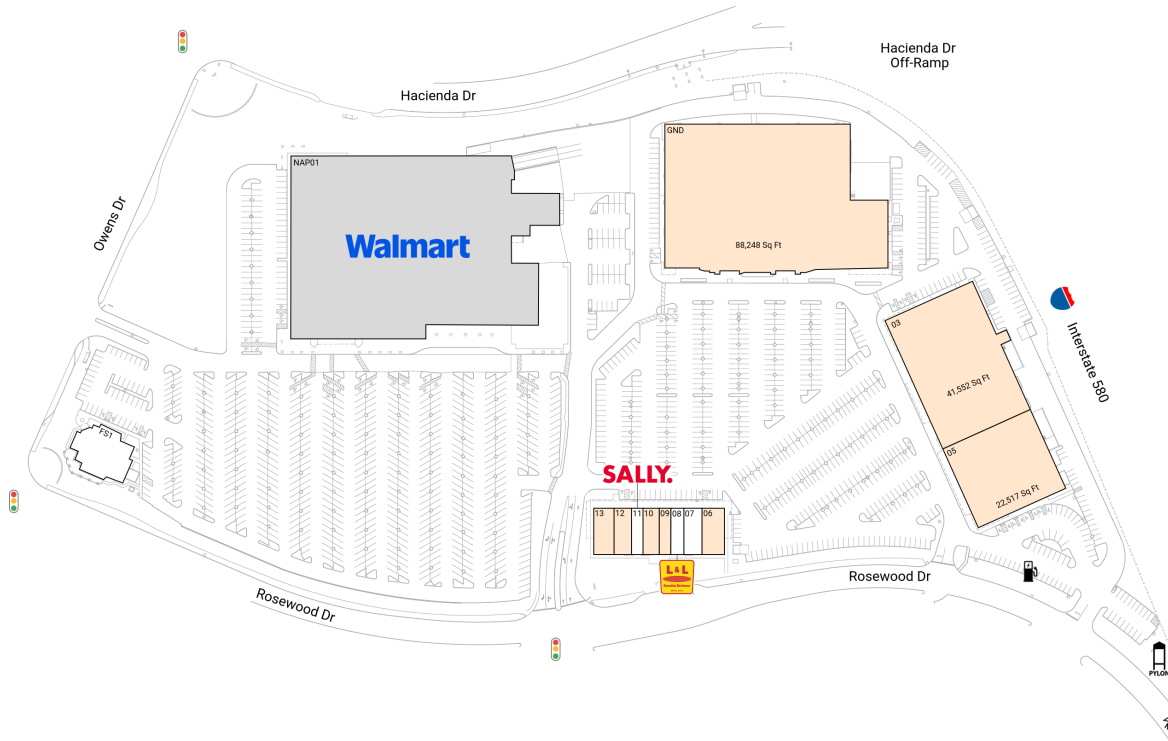 Hacienda Dr
Off-Ramp
Hacienda Dr
GND
88,248 Sq Ft
NAP01
Walmart
Owens Dr
03
41,552 Sq Ft
Interstate 580
05
22,517 Sq Ft
FS1
SALLY.
13
12
11
10
09
08
07
06
L&L
Hawaiian Barbecue
Rosewood Dr
Rosewood Dr
PYLON